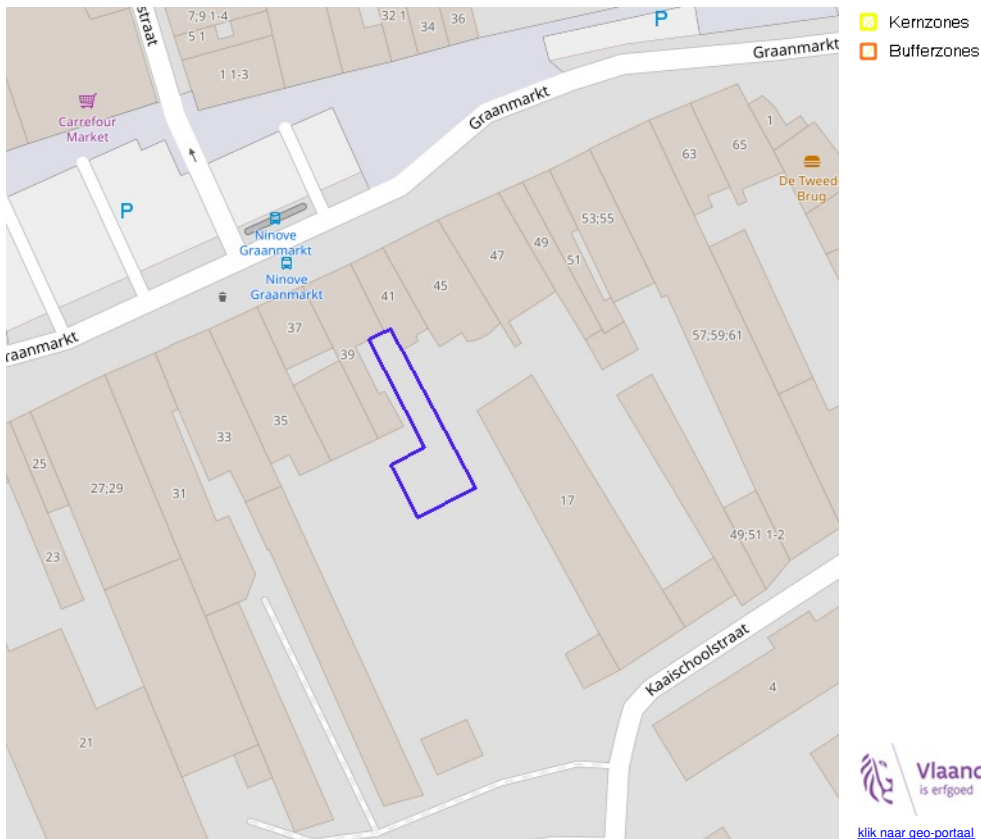 straat
7;9 1-4
5 1
1 1-3
32 1
34
36
P
Graanmarkt
Graanmarkt
Carrefour
Market
P
Ninove
Graanmarkt
Ninove
Graanmarkt
raanmarkt
1
65
63
De Tweed
Brug
53;55
49
51
47
45
41
37
39
57;59;61
35
33
31
27;29
25
23
17
49;51 1-2
Kaaischoolstraat
4
21
Kernzones
Bufferzones
Vlaand
is erfgoed
klik naar geo-portaal